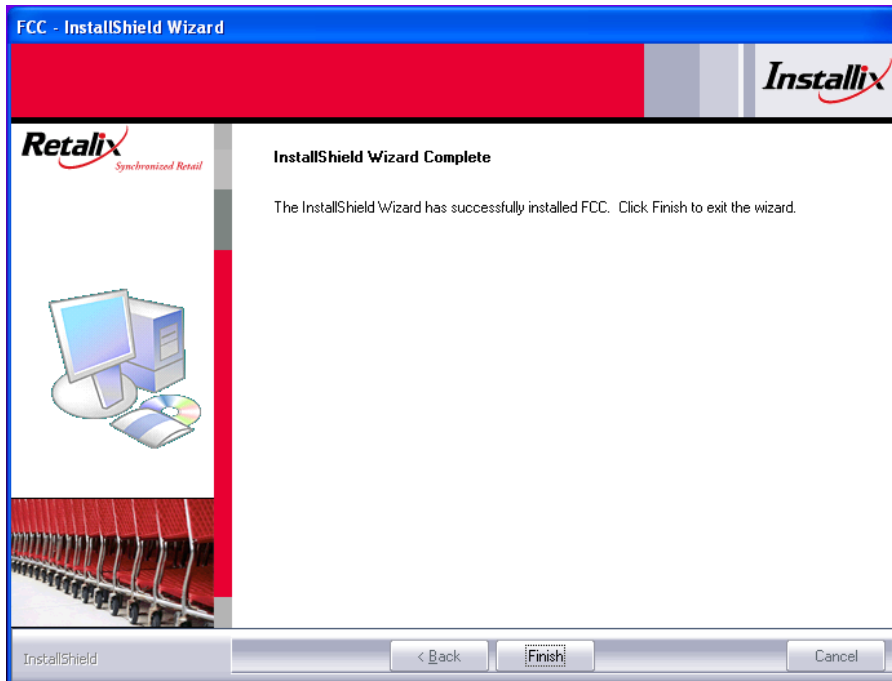 FCC - InstallShield Wizard
Installix
Retalix
Synchronized Retail
InstallShield Wizard Complete
The InstallShield Wizard has successfully installed FCC. Click Finish to exit the wizard.
InstallShield
< Back
Finish
Cancel